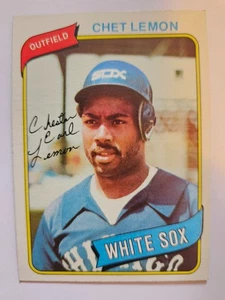 OUTFIELD
CHET LEMON
SOX
Chester
Earl
Lemon
WHITE SOX